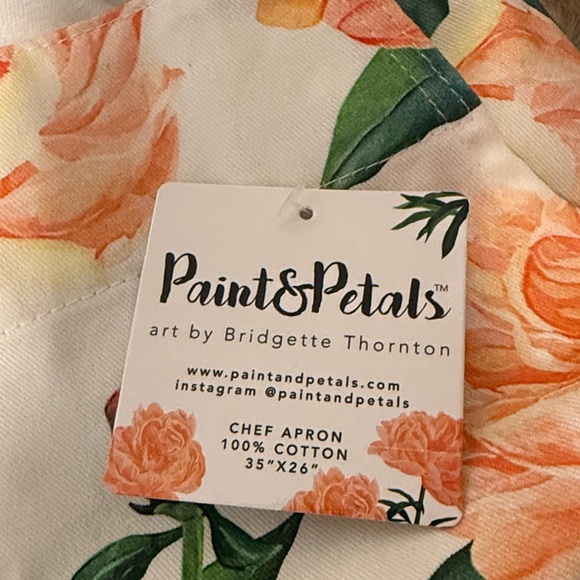 Paint&Petals™
art by Bridgette Thornton
www.paintandpetals.com
instagram @paintandpetals
CHEF APRON
100% COTTON
35"X26"